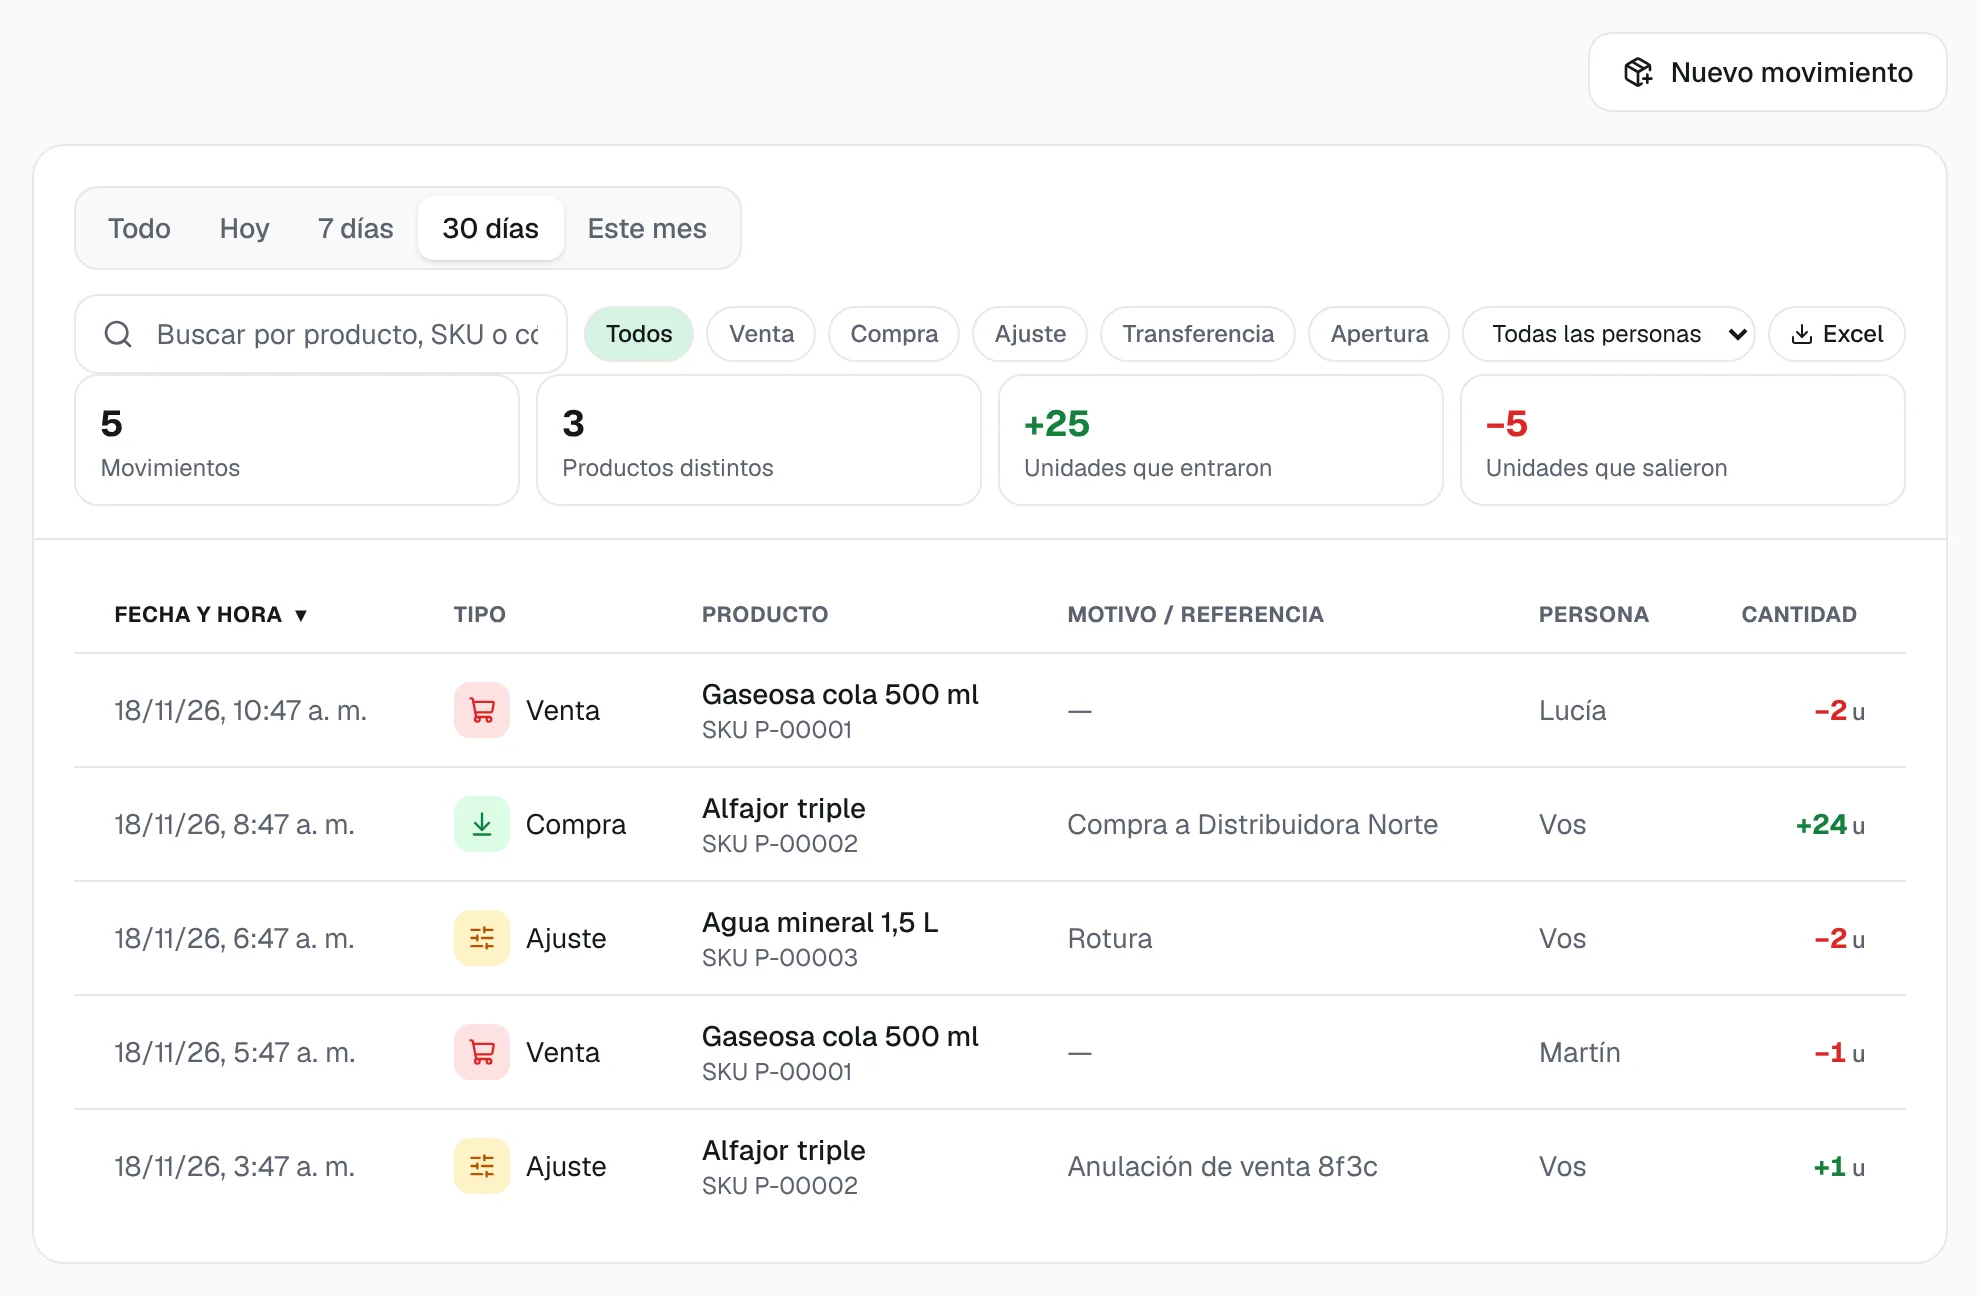 Nuevo movimiento
Todo Hoy 7 días 30 días Este mes
Buscar por producto, SKU o có Todos Venta Compra Ajuste Transferencia Apertura Todas las personas Excel
5 3 +25 −5
Movimientos Productos distintos Unidades que entraron Unidades que salieron
FECHA Y HORA ▼ TIPO PRODUCTO MOTIVO / REFERENCIA PERSONA CANTIDAD
18/11/26, 10:47 a. m. Venta Gaseosa cola 500 ml — Lucía −2 u
SKU P-00001
18/11/26, 8:47 a. m. Compra Alfajor triple Compra a Distribuidora Norte Vos +24 u
SKU P-00002
18/11/26, 6:47 a. m. Ajuste Agua mineral 1,5 L Rotura Vos −2 u
SKU P-00003
18/11/26, 5:47 a. m. Venta Gaseosa cola 500 ml — Martín −1 u
SKU P-00001
18/11/26, 3:47 a. m. Ajuste Alfajor triple Anulación de venta 8f3c Vos +1 u
SKU P-00002